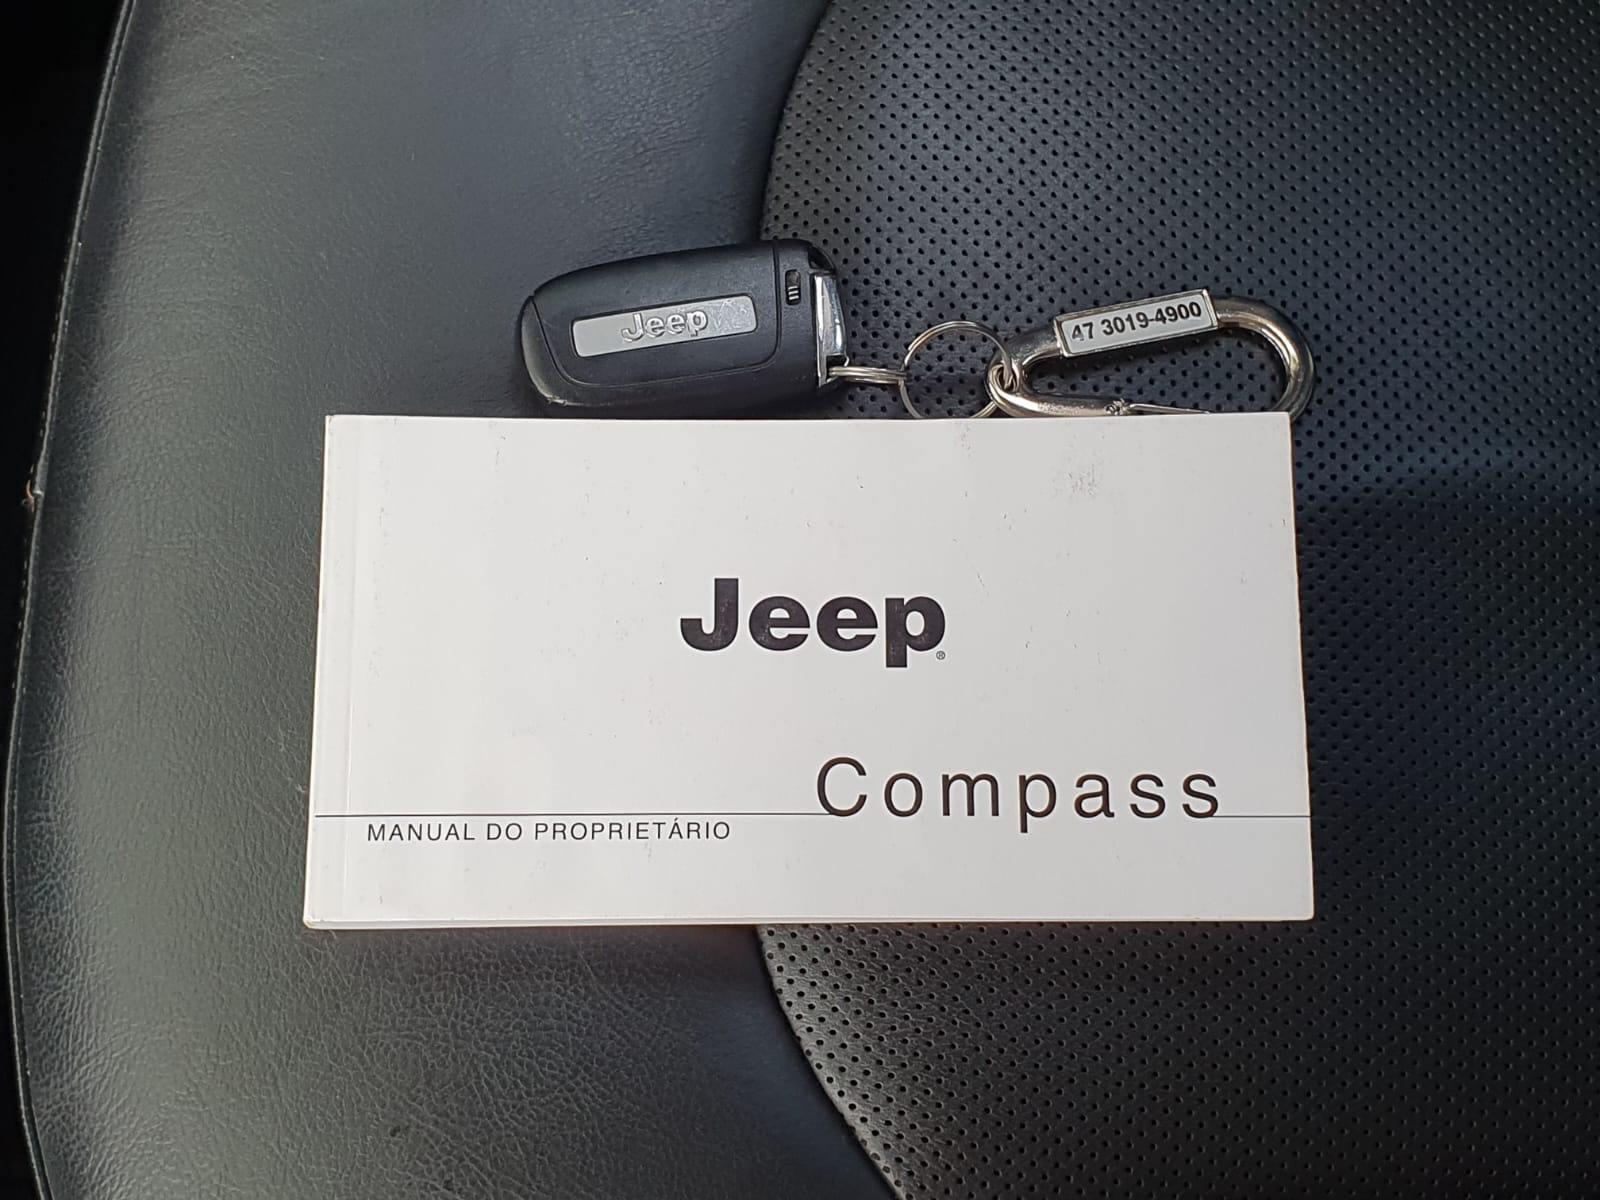 Jeep
47 3019-4900
Jeep®
Compass
MANUAL DO PROPRIETÁRIO